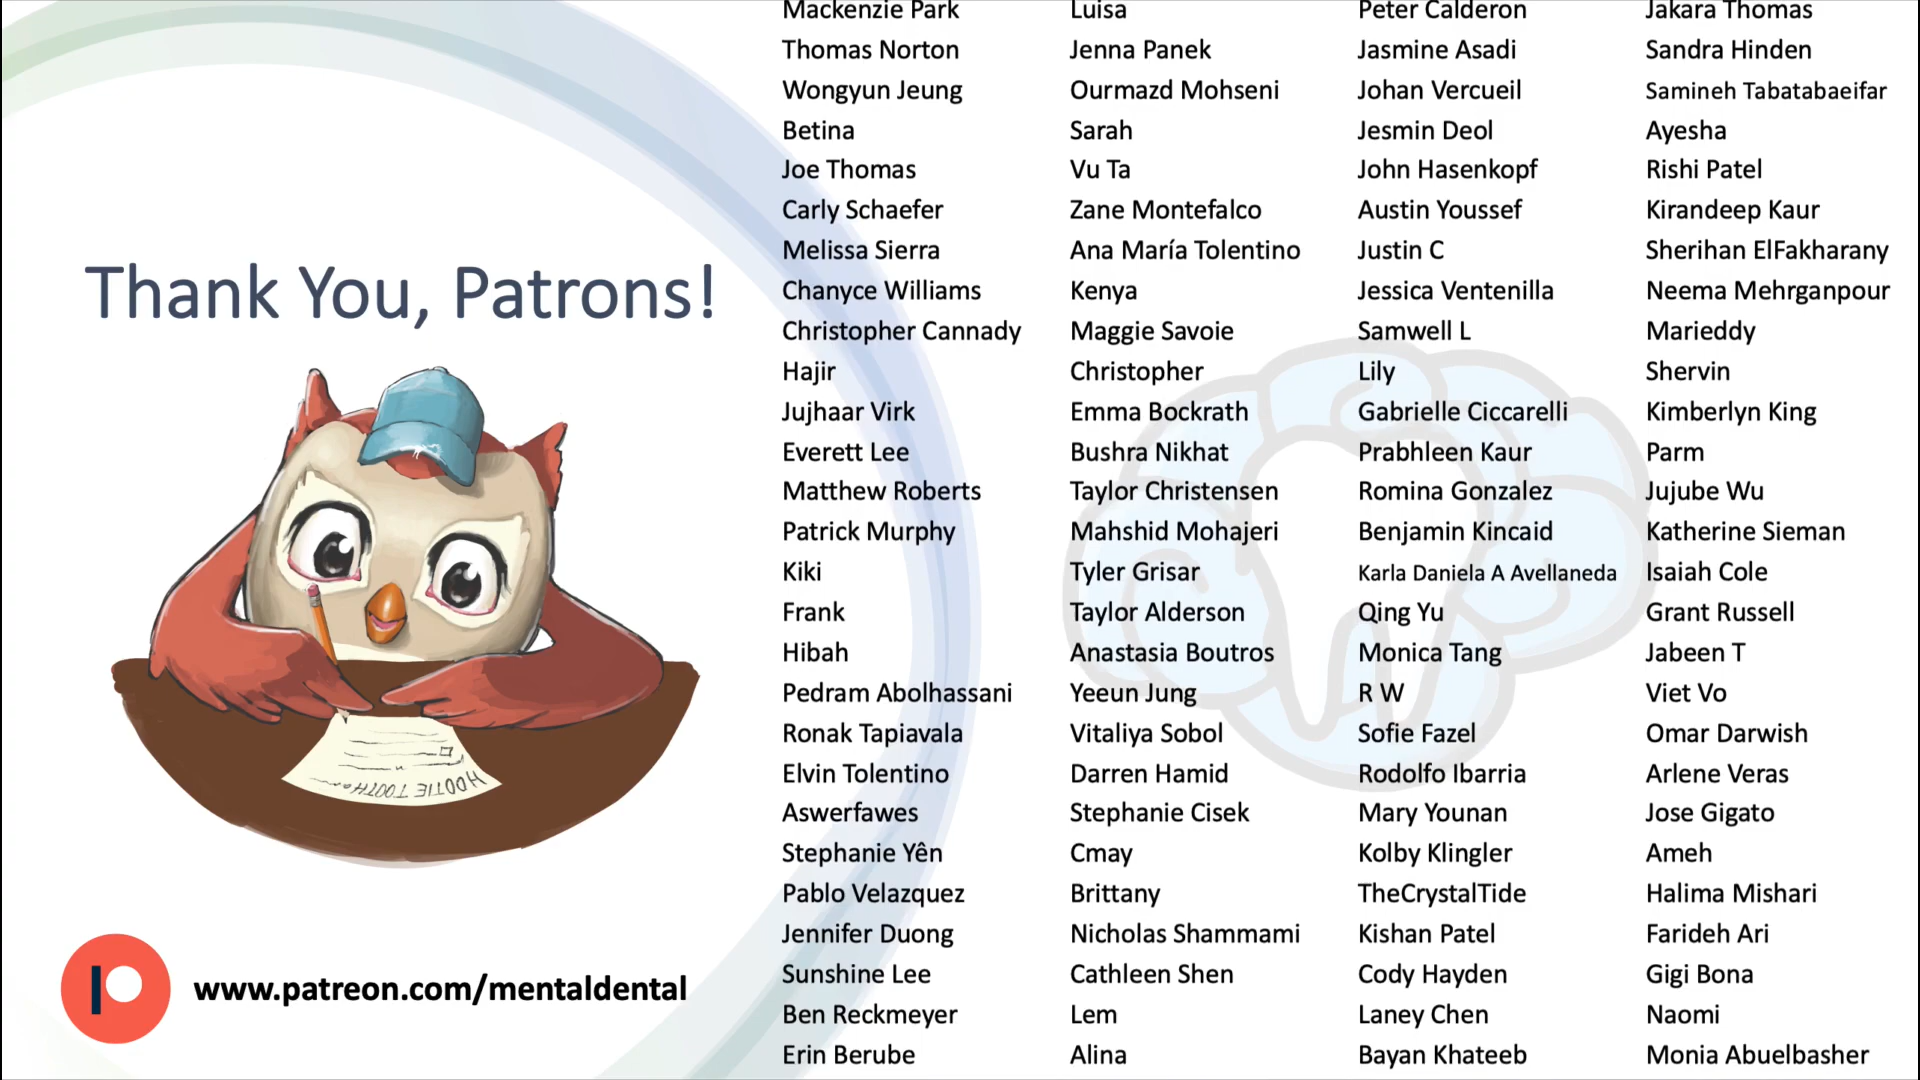 Thank You, Patrons!
HOOTIE TOOTH
www.patreon.com/mentaldental
Mackenzie Park
Thomas Norton
Wongyun Jeung
Betina
Joe Thomas
Carly Schaefer
Melissa Sierra
Chanyce Williams
Christopher Cannady
Hajir
Jujhaar Virk
Everett Lee
Matthew Roberts
Patrick Murphy
Kiki
Frank
Hibah
Pedram Abolhassani
Ronak Tapiavala
Elvin Tolentino
Aswerfawes
Stephanie Yên
Pablo Velazquez
Jennifer Duong
Sunshine Lee
Ben Reckmeyer
Erin Berube
Luisa
Jenna Panek
Ourmazd Mohseni
Sarah
Vu Ta
Zane Montefalco
Ana María Tolentino
Kenya
Maggie Savoie
Christopher
Emma Bockrath
Bushra Nikhat
Taylor Christensen
Mahshid Mohajeri
Tyler Grisar
Taylor Alderson
Anastasia Boutros
Yeeun Jung
Vitaliya Sobol
Darren Hamid
Stephanie Cisek
Cmay
Brittany
Nicholas Shammami
Cathleen Shen
Lem
Alina
Peter Calderon
Jasmine Asadi
Johan Vercueil
Jesmin Deol
John Hasenkopf
Austin Youssef
Justin C
Jessica Ventenilla
Samwell L
Lily
Gabrielle Ciccarelli
Prabhleen Kaur
Romina Gonzalez
Benjamin Kincaid
Karla Daniela A Avellaneda
Qing Yu
Monica Tang
R W
Sofie Fazel
Rodolfo Ibarria
Mary Younan
Kolby Klingler
TheCrystalTide
Kishan Patel
Cody Hayden
Laney Chen
Bayan Khateeb
Jakara Thomas
Sandra Hinden
Samineh Tabatabaeifar
Ayesha
Rishi Patel
Kirandeep Kaur
Sherihan ElFakharany
Neema Mehrganpour
Marieddy
Shervin
Kimberlyn King
Parm
Jujube Wu
Katherine Sieman
Isaiah Cole
Grant Russell
Jabeen T
Viet Vo
Omar Darwish
Arlene Veras
Jose Gigato
Ameh
Halima Mishari
Farideh Ari
Gigi Bona
Naomi
Monia Abuelbasher